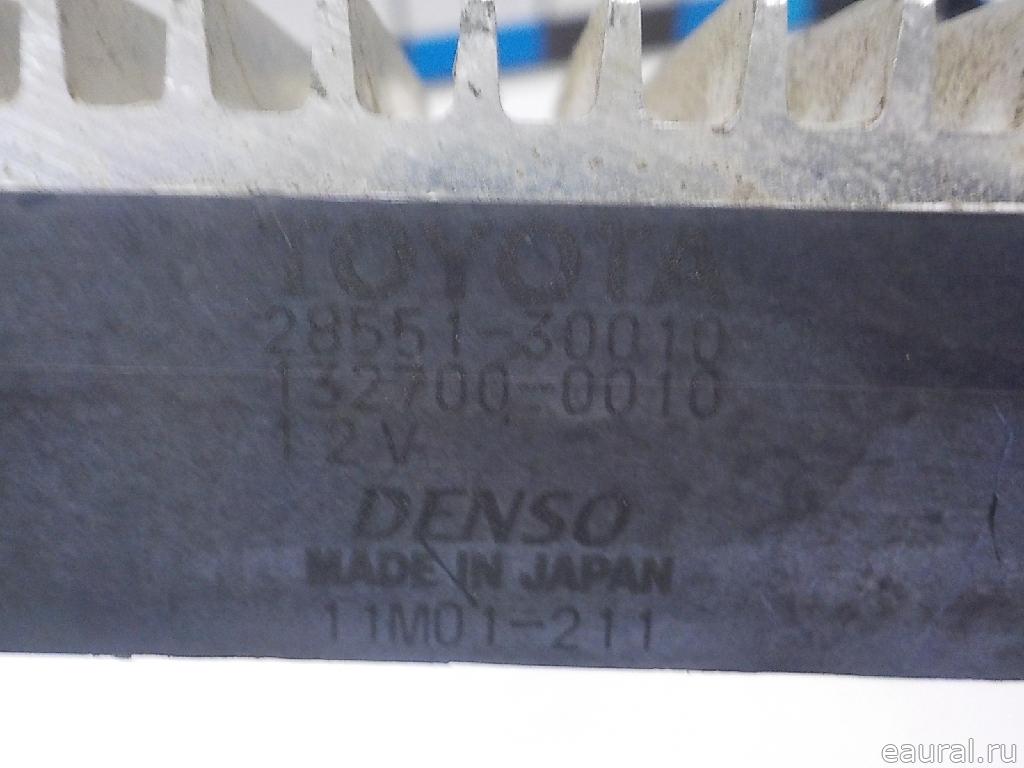 TOYOTA
28551-30010
132700-0010
12V
DENSO
MADE IN JAPAN
11M01-211
eaural.ru